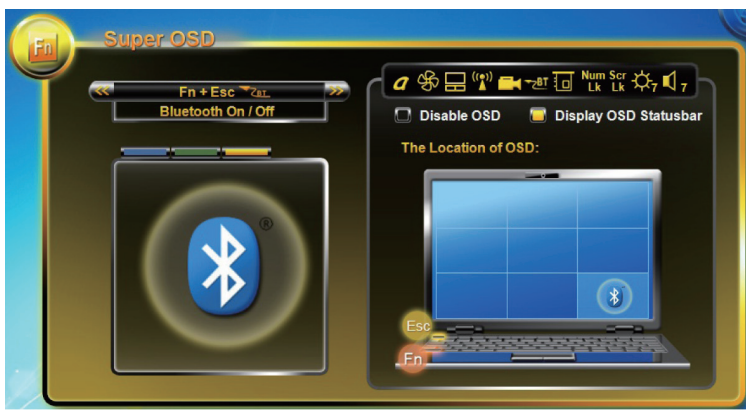 Fn
Super OSD
Fn + Esc BT
Bluetooth On / Off
®
a BT Num Lk Scr Lk 7 7
Disable OSD
Display OSD Statusbar
The Location of OSD:
Esc
Fn